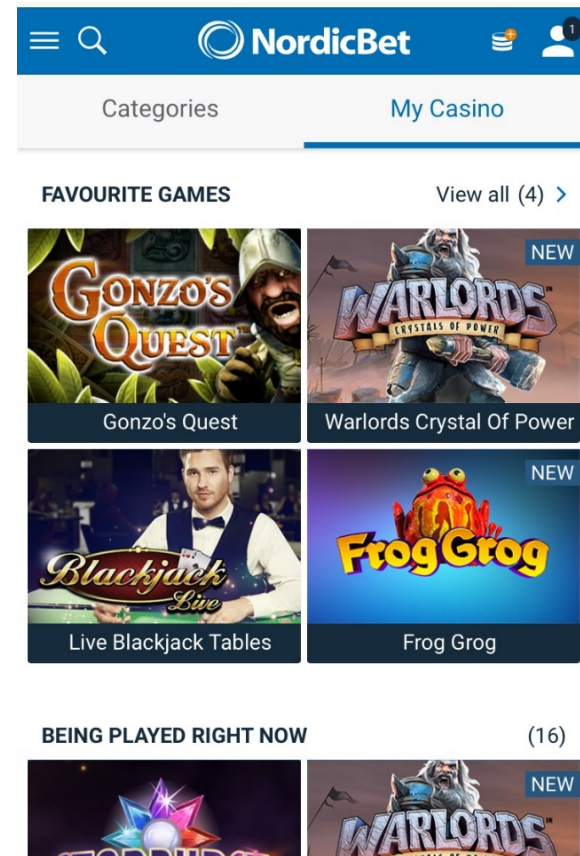 NordicBet
1
Categories
My Casino
FAVOURITE GAMES
View all (4) >
GONZO'S
QUEST™
Gonzo's Quest
NEW
WARLORDS™
CRYSTALS OF POWER
Warlords Crystal Of Power
Blackjack
Live
Live Blackjack Tables
NEW
Frog Grog
Frog Grog
BEING PLAYED RIGHT NOW
(16)
NEW
WARLORDS